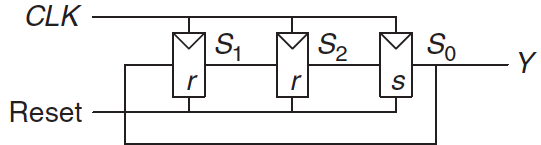 CLK
S₁ S₂ S₀
Y
r r s
Reset